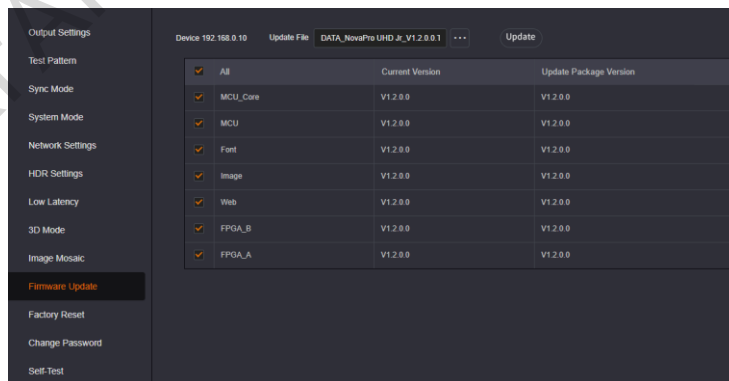 Output Settings
Device 192.168.0.10 Update File DATA_NovaPro UHD Jr_V1.2.0.0.1 ... Update
Test Pattern
All Current Version Update Package Version
Sync Mode
MCU_Core V1.2.0.0 V1.2.0.0
System Mode
MCU V1.2.0.0 V1.2.0.0
Network Settings
Font V1.2.0.0 V1.2.0.0
HDR Settings
Image V1.2.0.0 V1.2.0.0
Low Latency
Web V1.2.0.0 V1.2.0.0
3D Mode
FPGA_B V1.2.0.0 V1.2.0.0
Image Mosaic
FPGA_A V1.2.0.0 V1.2.0.0
Firmware Update
Factory Reset
Change Password
Self-Test